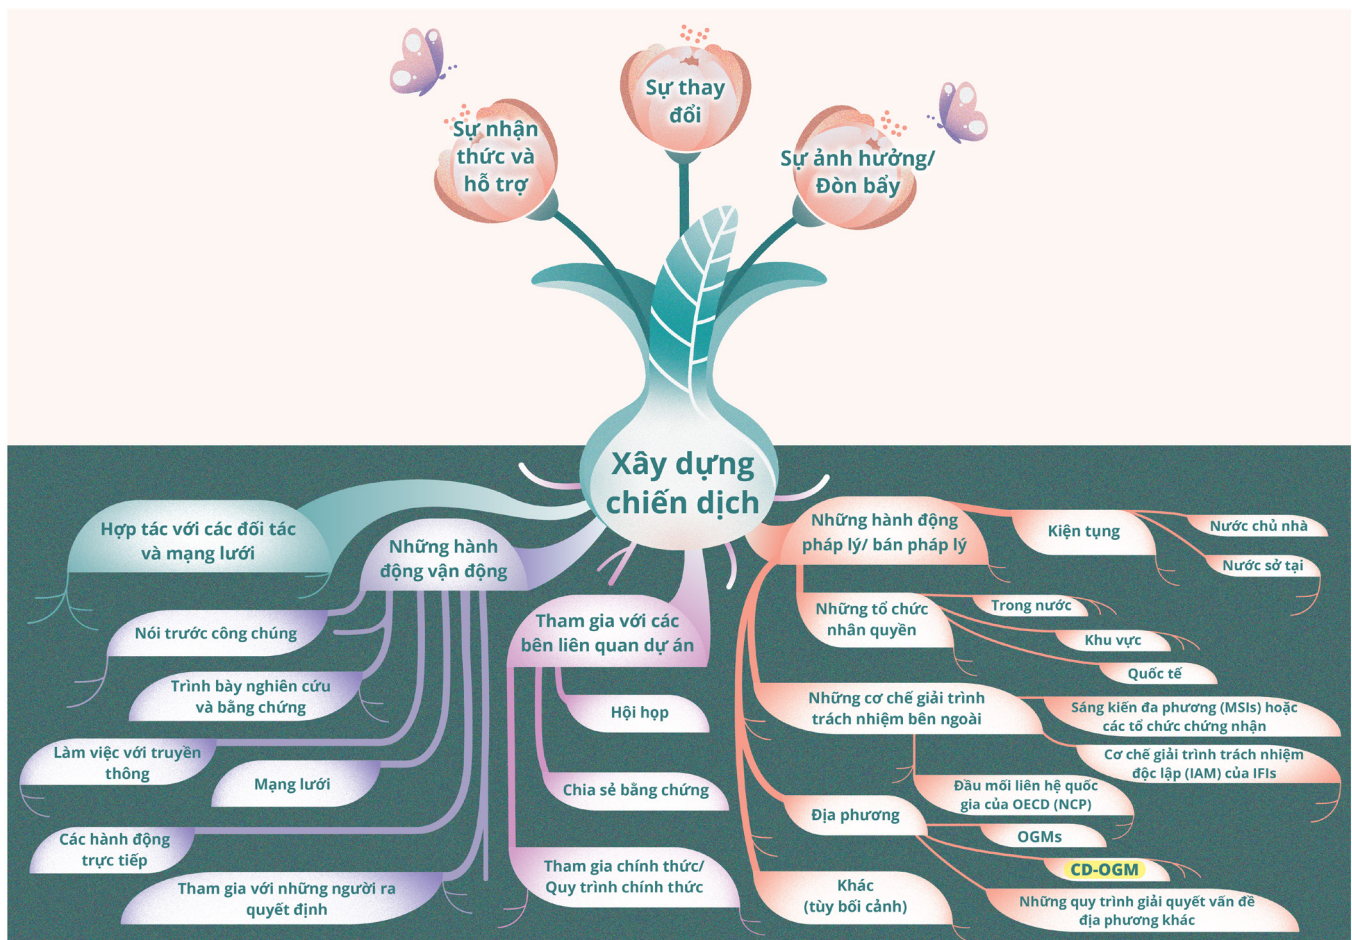 Sự thay
đổi
Sự nhận
thức và
hỗ trợ
Sự ảnh hưởng/
Đòn bẩy
Xây dựng
chiến dịch
Hợp tác với các đối tác
và mạng lưới
Những hành
động vận động
Nói trước công chúng
Trình bày nghiên cứu
và bằng chứng
Làm việc với truyền
thông
Mạng lưới
Các hành động
trực tiếp
Tham gia với những người ra
quyết định
Tham gia với các
bên liên quan dự án
Hội họp
Chia sẻ bằng chứng
Tham gia chính thức/
Quy trình chính thức
Những hành động
pháp lý/ bán pháp lý
Kiện tụng
Nước chủ nhà
Nước sở tại
Những tổ chức
nhân quyền
Trong nước
Khu vực
Quốc tế
Những cơ chế giải trình
trách nhiệm bên ngoài
Sáng kiến đa phương (MSIs) hoặc
các tổ chức chứng nhận
Cơ chế giải trình trách nhiệm
độc lập (IAM) của IFIs
Đầu mối liên hệ quốc
gia của OECD (NCP)
Địa phương
OGMs
CD-OGM
Những quy trình giải quyết vấn đề
địa phương khác
Khác
(tùy bối cảnh)